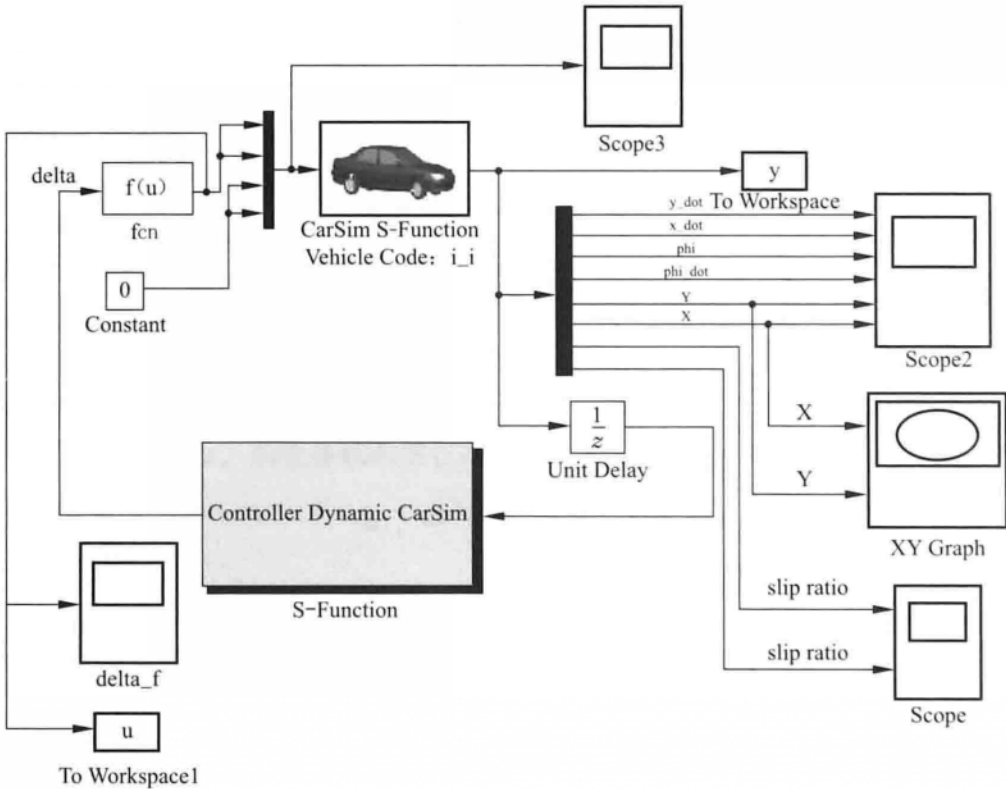 Scope3
delta
f(u)
fcn
CarSim S-Function
Vehicle Code: i_i
y
To Workspace
y_dot
x_dot
phi
phi_dot
Y
X
Scope2
0
Constant
1
z
Unit Delay
X
Y
XY Graph
Controller Dynamic CarSim
S-Function
slip ratio
slip ratio
Scope
delta_f
u
To Workspace1